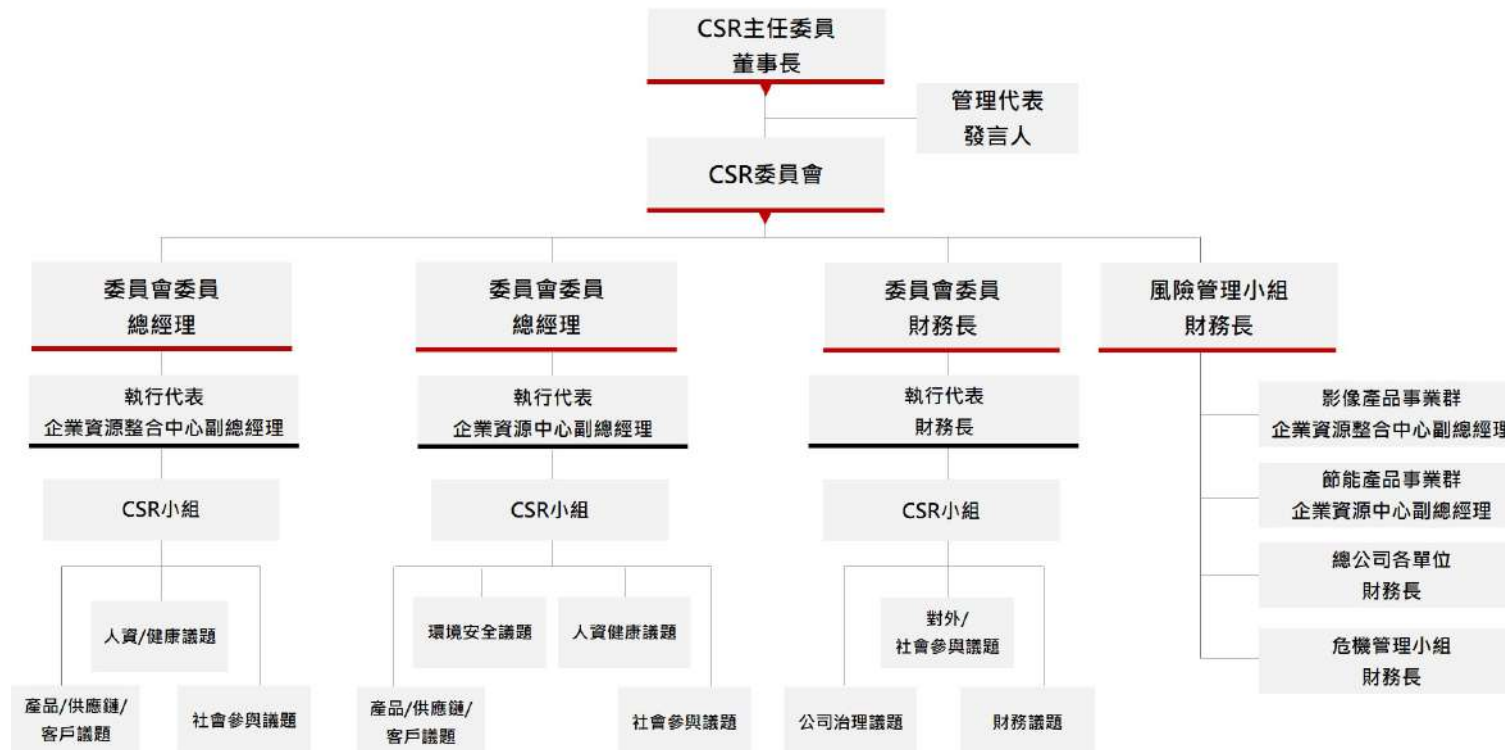 CSR主任委員
董事長
管理代表
發言人
CSR委員會
委員會委員
總經理
委員會委員
總經理
委員會委員
財務長
風險管理小組
財務長
執行代表
企業資源整合中心副總經理
執行代表
企業資源中心副總經理
執行代表
財務長
影像產品事業群
企業資源整合中心副總經理
節能產品事業群
企業資源中心副總經理
總公司各單位
財務長
危機管理小組
財務長
CSR小組
CSR小組
CSR小組
人資/健康議題
產品/供應鏈/
客戶議題
社會參與議題
環境安全議題
人資健康議題
產品/供應鏈/
客戶議題
社會參與議題
對外/
社會參與議題
公司治理議題
財務議題